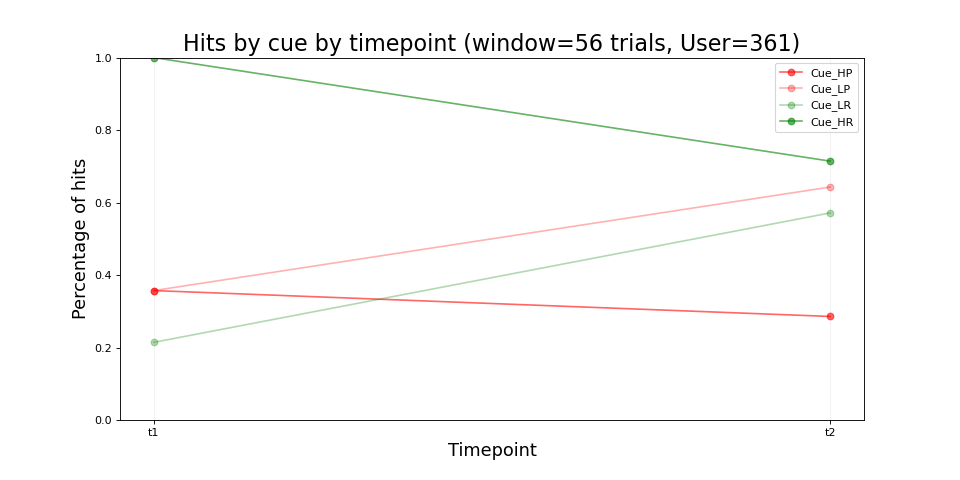 Hits by cue by timepoint (window=56 trials, User=361)
Percentage of hits
1.0
0.8
0.6
0.4
0.2
0.0
Cue_HP
Cue_LP
Cue_LR
Cue_HR
t1
t2
Timepoint